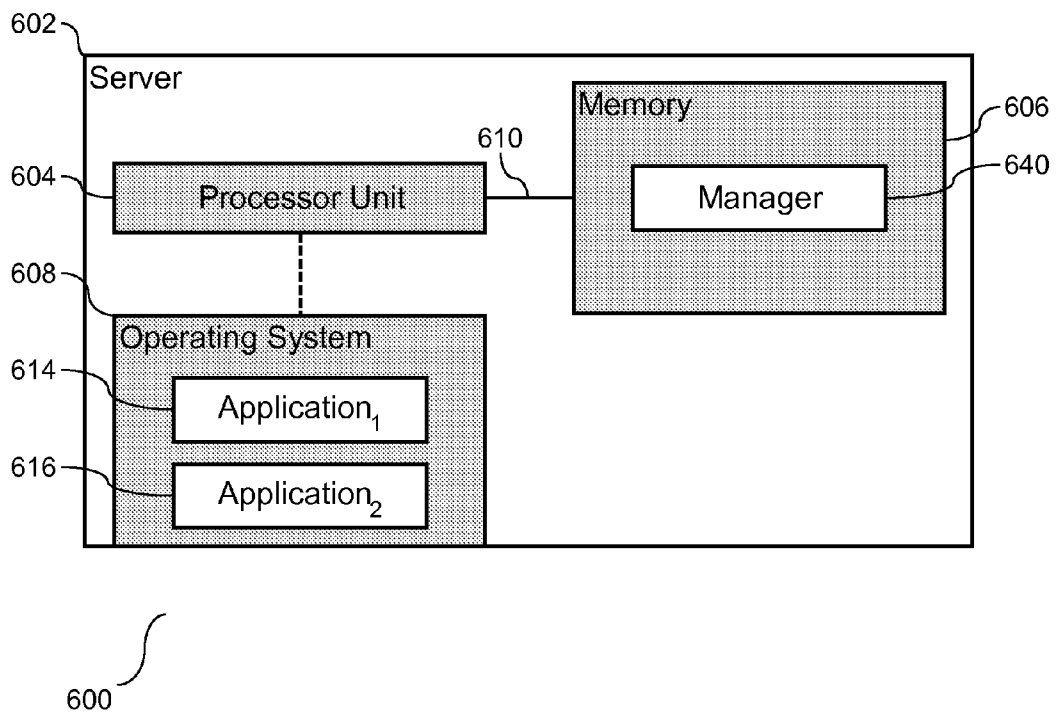 602
Server
Memory
606
610
604
Processor Unit
Manager
640
608
Operating System
614
Application₁
616
Application₂
600